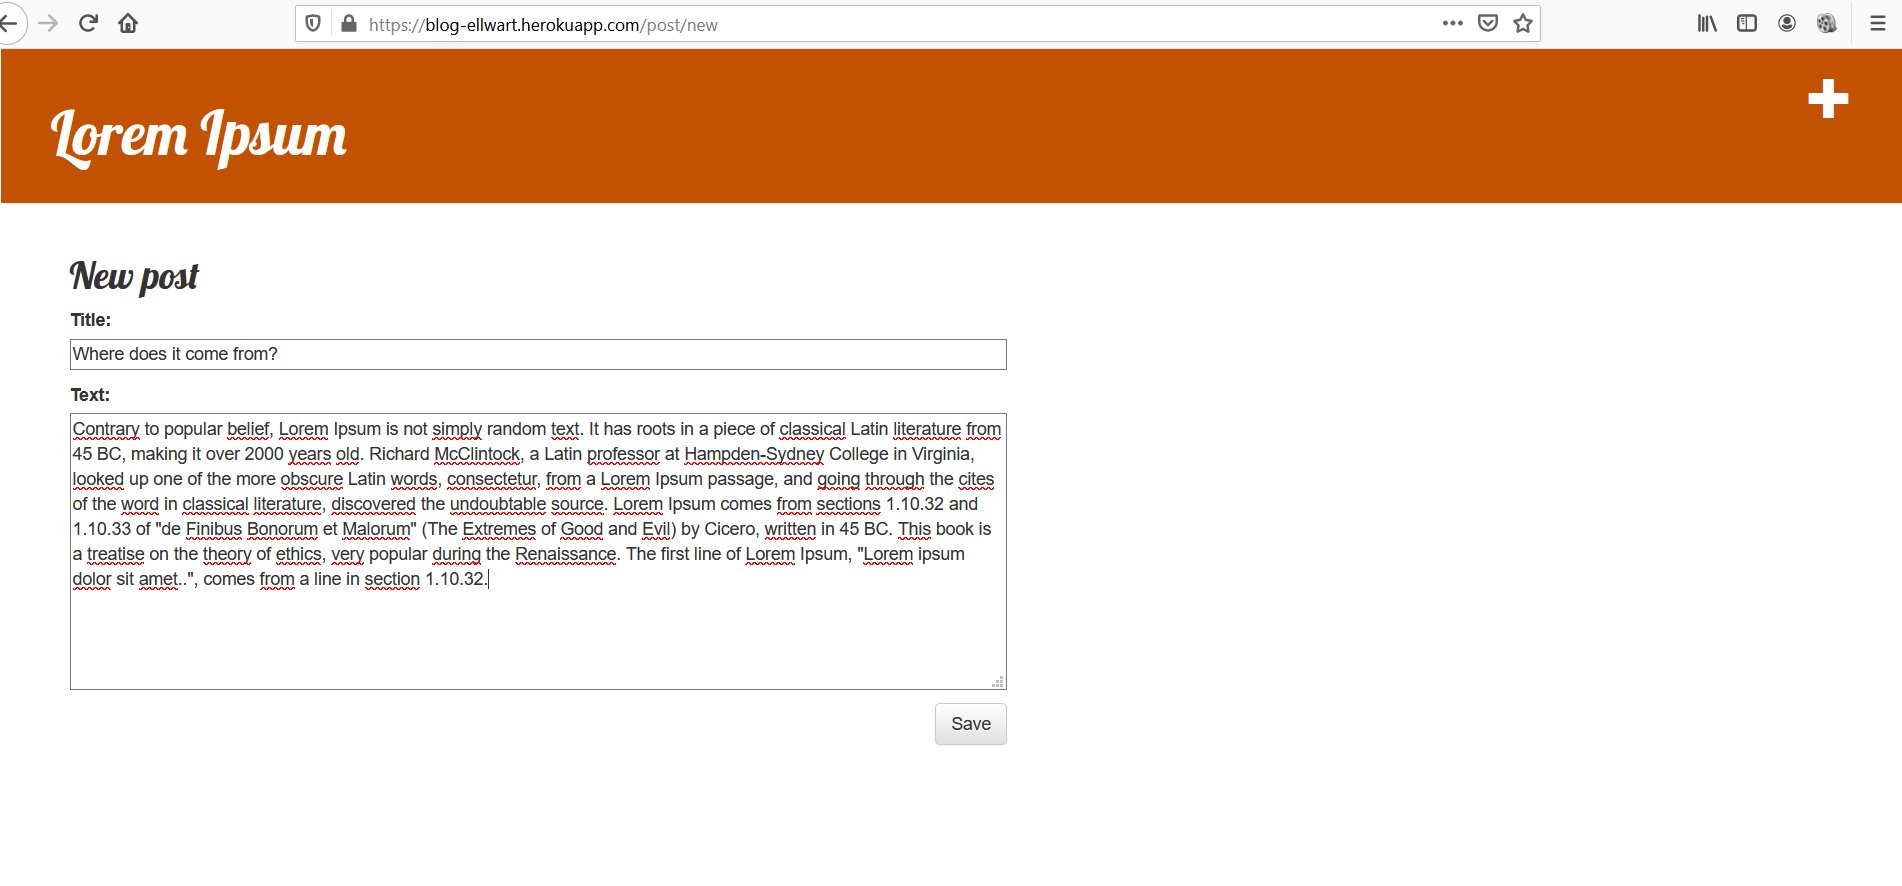 https://blog-ellwart.herokuapp.com/post/new
Lorem Ipsum
New post
Title:
Where does it come from?
Text:
Contrary to popular belief, Lorem Ipsum is not simply random text. It has roots in a piece of classical Latin literature from
45 BC, making it over 2000 years old. Richard McClintock, a Latin professor at Hampden-Sydney College in Virginia,
looked up one of the more obscure Latin words, consectetur, from a Lorem Ipsum passage, and going through the cites
of the word in classical literature, discovered the undoubtable source. Lorem Ipsum comes from sections 1.10.32 and
1.10.33 of "de Finibus Bonorum et Malorum" (The Extremes of Good and Evil) by Cicero, written in 45 BC. This book is
a treatise on the theory of ethics, very popular during the Renaissance. The first line of Lorem Ipsum, "Lorem ipsum
dolor sit amet..", comes from a line in section 1.10.32.
Save